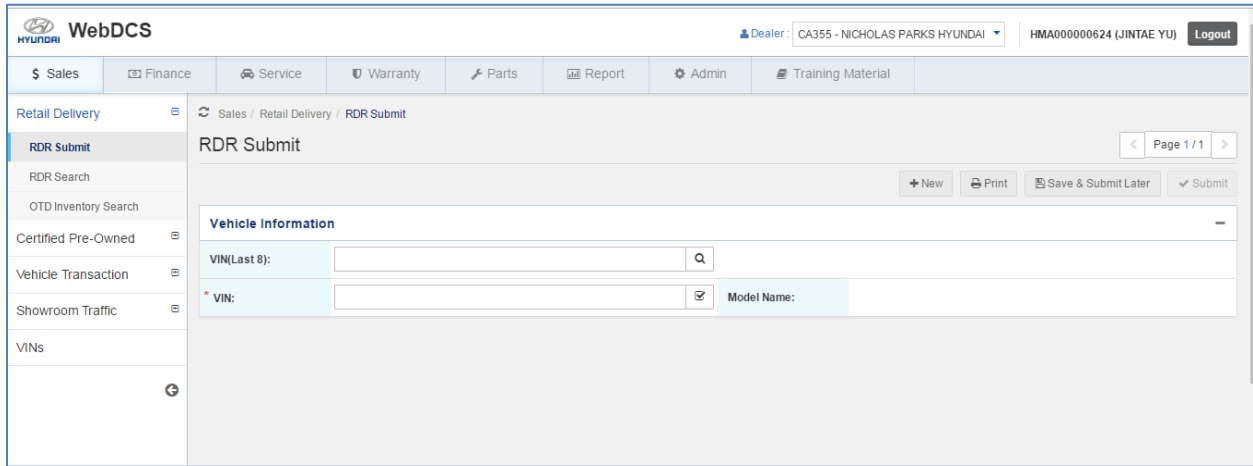 HYUNDAI WebDCS Dealer : CA355 - NICHOLAS PARKS HYUNDAI HMA000000624 (JINTAE YU) Logout
$ Sales Finance Service Warranty Parts Report Admin Training Material
Retail Delivery
RDR Submit
RDR Search
OTD Inventory Search
Certified Pre-Owned
Vehicle Transaction
Showroom Traffic
VINs
Sales / Retail Delivery / RDR Submit
RDR Submit < Page 1 / 1 >
+ New Print Save & Submit Later ✔ Submit
Vehicle Information
VIN(Last 8):
* VIN: Model Name: